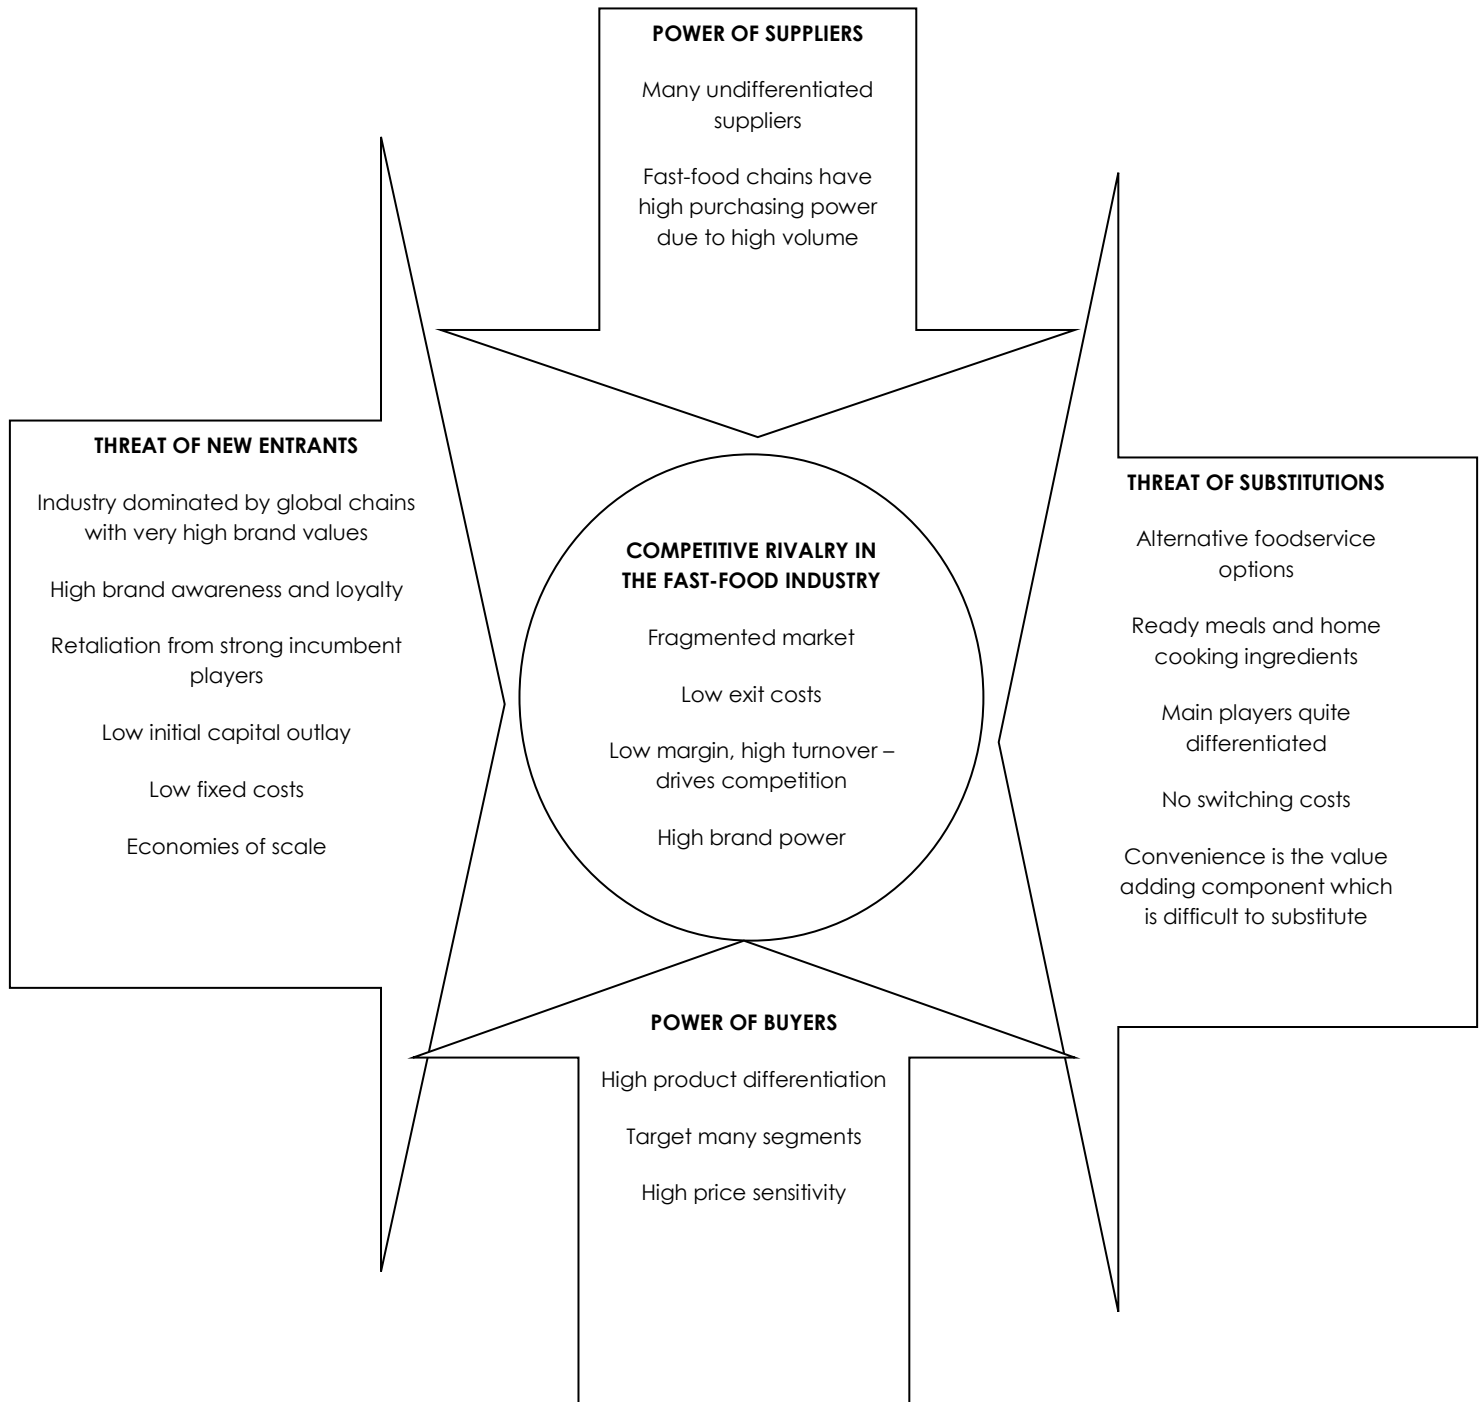 POWER OF SUPPLIERS
Many undifferentiated
suppliers
Fast-food chains have
high purchasing power
due to high volume
THREAT OF NEW ENTRANTS
Industry dominated by global chains
with very high brand values
High brand awareness and loyalty
Retaliation from strong incumbent
players
Low initial capital outlay
Low fixed costs
Economies of scale
COMPETITIVE RIVALRY IN
THE FAST-FOOD INDUSTRY
Fragmented market
Low exit costs
Low margin, high turnover –
drives competition
High brand power
THREAT OF SUBSTITUTIONS
Alternative foodservice
options
Ready meals and home
cooking ingredients
Main players quite
differentiated
No switching costs
Convenience is the value
adding component which
is difficult to substitute
POWER OF BUYERS
High product differentiation
Target many segments
High price sensitivity